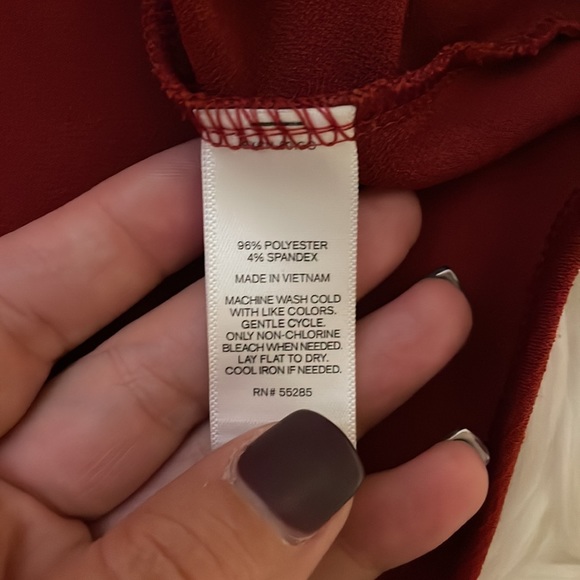 96% POLYESTER
4% SPANDEX
MADE IN VIETNAM
MACHINE WASH COLD
WITH LIKE COLORS.
GENTLE CYCLE.
ONLY NON-CHLORINE
BLEACH WHEN NEEDED.
LAY FLAT TO DRY.
COOL IRON IF NEEDED.
RN# 55285